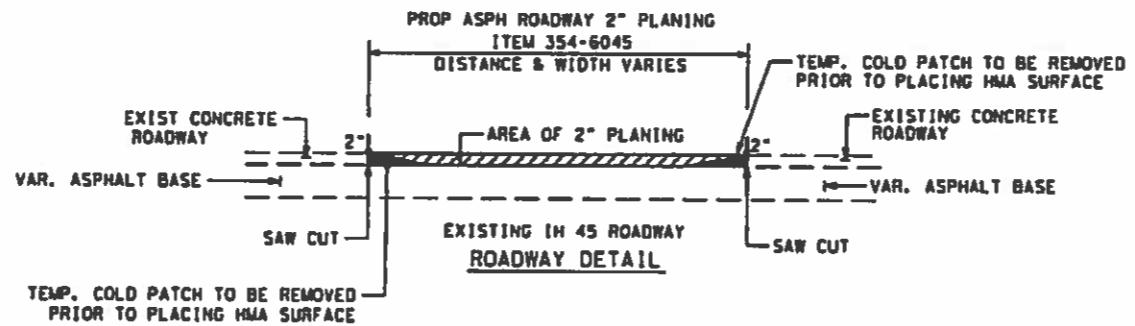 PROP ASPH ROADWAY 2" PLANING
ITEM 354-6045
DISTANCE & WIDTH VARIES
TEMP. COLD PATCH TO BE REMOVED
PRIOR TO PLACING HMA SURFACE
EXIST CONCRETE
ROADWAY
2"
AREA OF 2" PLANING
2"
EXISTING CONCRETE
ROADWAY
VAR. ASPHALT BASE
VAR. ASPHALT BASE
SAW CUT
EXISTING IH 45 ROADWAY
SAW CUT
ROADWAY DETAIL
TEMP. COLD PATCH TO BE REMOVED
PRIOR TO PLACING HMA SURFACE